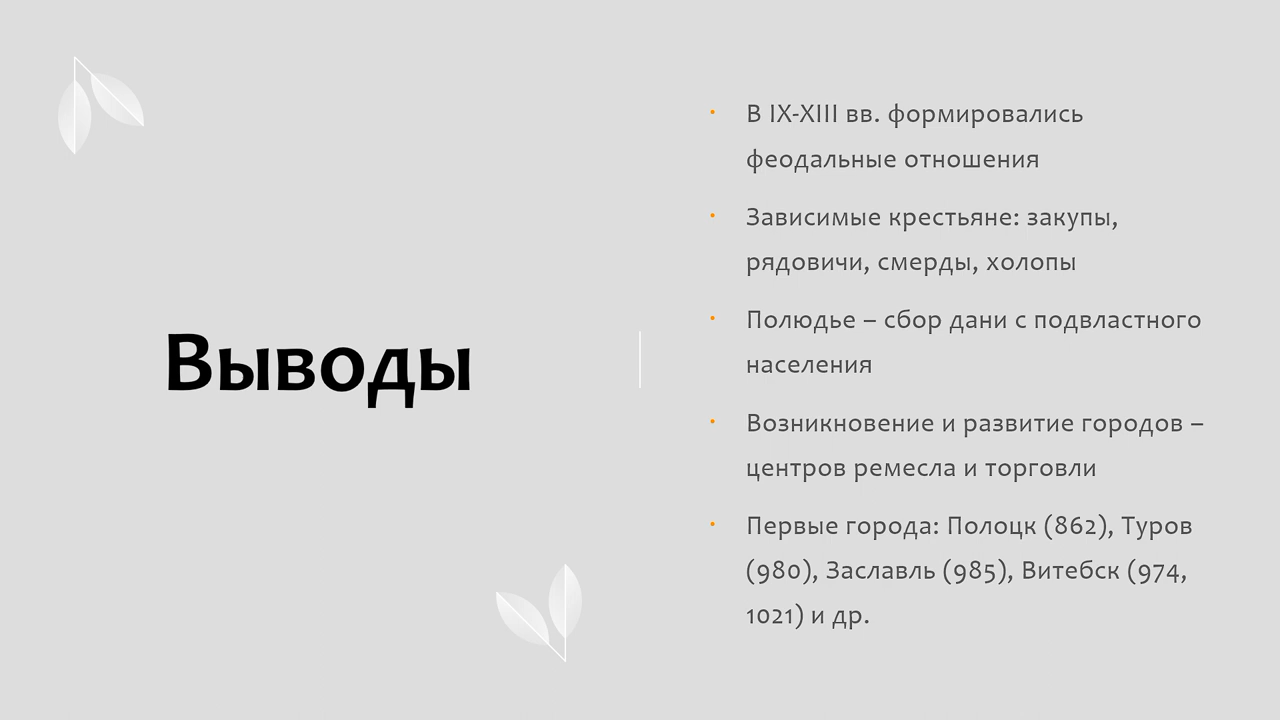 Выводы
• В IX-XIII вв. формировались
феодальные отношения
• Зависимые крестьяне: закупы,
рядовичи, смерды, холопы
• Полюдье – сбор дани с подвластного
населения
• Возникновение и развитие городов –
центров ремесла и торговли
• Первые города: Полоцк (862), Туров
(980), Заславль (985), Витебск (974,
1021) и др.